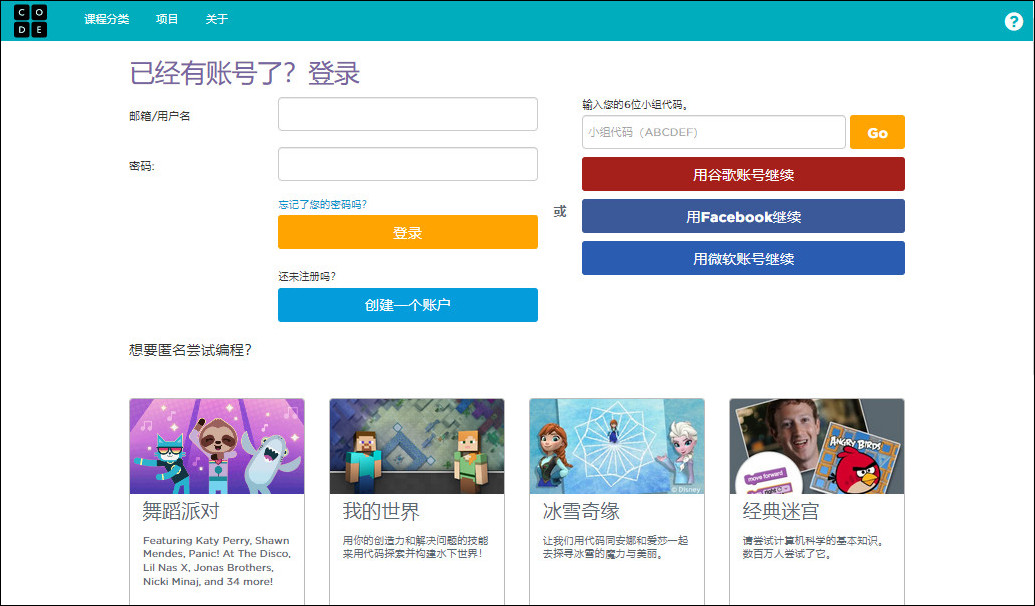 C O
D E
课程分类 项目 关于
?
已经有账号了？登录
邮箱/用户名
密码:
忘记了您的密码吗?
登录
还未注册吗?
创建一个账户
或
输入您的6位小组代码。
小组代码（ABCDEF）
Go
用谷歌账号继续
用Facebook继续
用微软账号继续
想要匿名尝试编程?
舞蹈派对
Featuring Katy Perry, Shawn
Mendes, Panic! At The Disco,
Lil Nas X, Jonas Brothers,
Nicki Minaj, and 34 more!
我的世界
用你的创造力和解决问题的技能
来用代码探索并构建水下世界！
© Disney
冰雪奇缘
让我们用代码同安娜和爱莎一起
去探寻冰雪的魔力与美丽。
ANGRY BIRDS
move forward
经典迷宫
请尝试计算机科学的基本知识。
数百万人尝试了它。